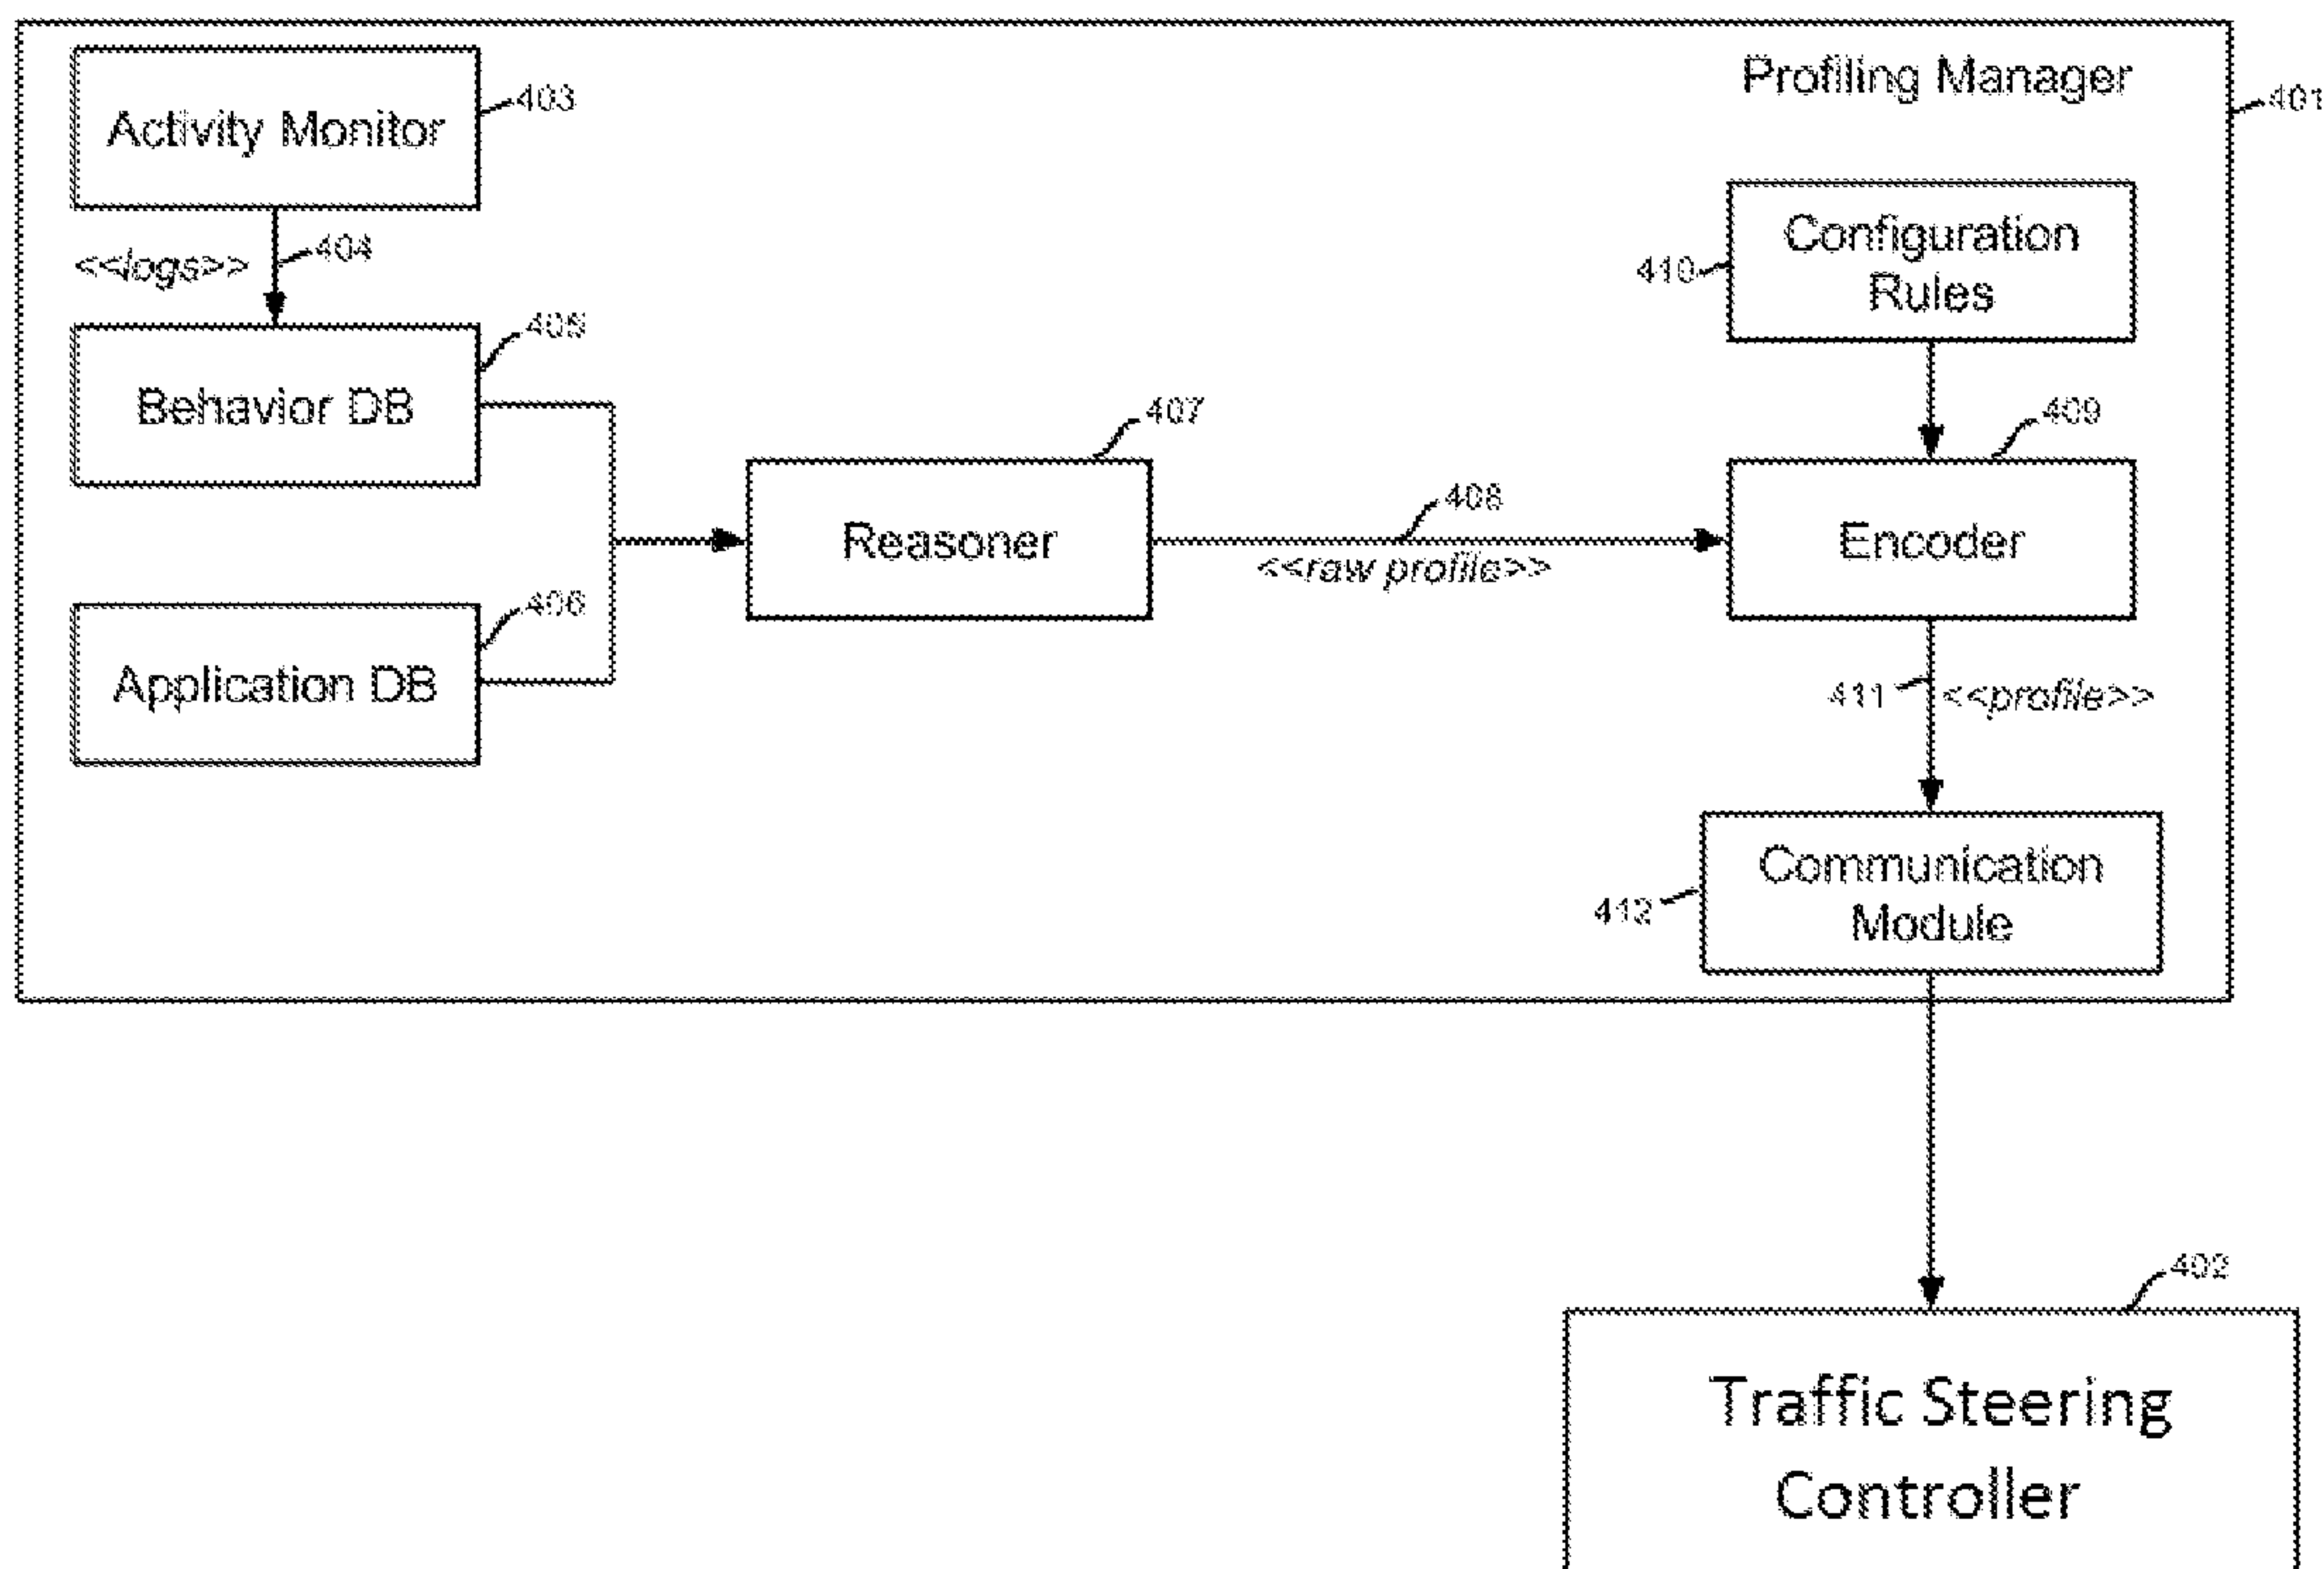 Profiling Manager
401
Activity Monitor
403
<<logs>>
404
Configuration
Rules
410
Behavior DB
405
Application DB
406
Reasoner
407
408
<<raw profile>>
409
Encoder
411
<<profile>>
Communication
Module
412
402
Traffic Steering
Controller